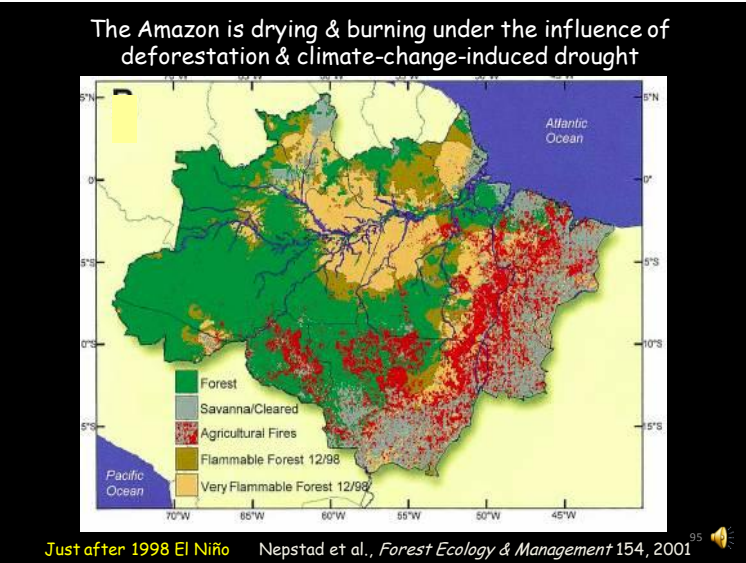 The Amazon is drying & burning under the influence of
deforestation & climate-change-induced drought
5°N
5°N
Atlantic
Ocean
0°
0°
5°S
5°S
0°S
10°S
Forest
Savanna/Cleared
Agricultural Fires
5°S
15°S
Flammable Forest 12/98
Pacific
Ocean
Very Flammable Forest 12/98
70°W 65°W 60°W 55°W 50°W 45°W
95
Just after 1998 El Niño Nepstad et al., Forest Ecology & Management 154, 2001